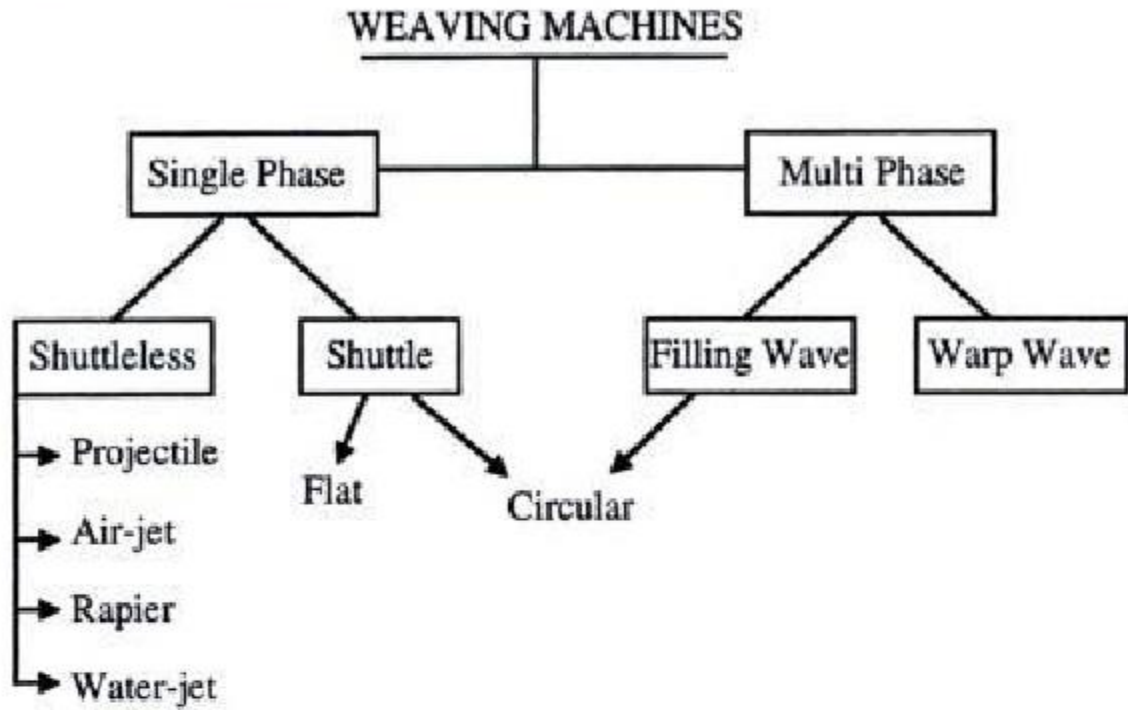 WEAVING MACHINES
Single Phase
Multi Phase
Shuttleless
Shuttle
Filling Wave
Warp Wave
Projectile
Flat
Circular
Air-jet
Rapier
Water-jet